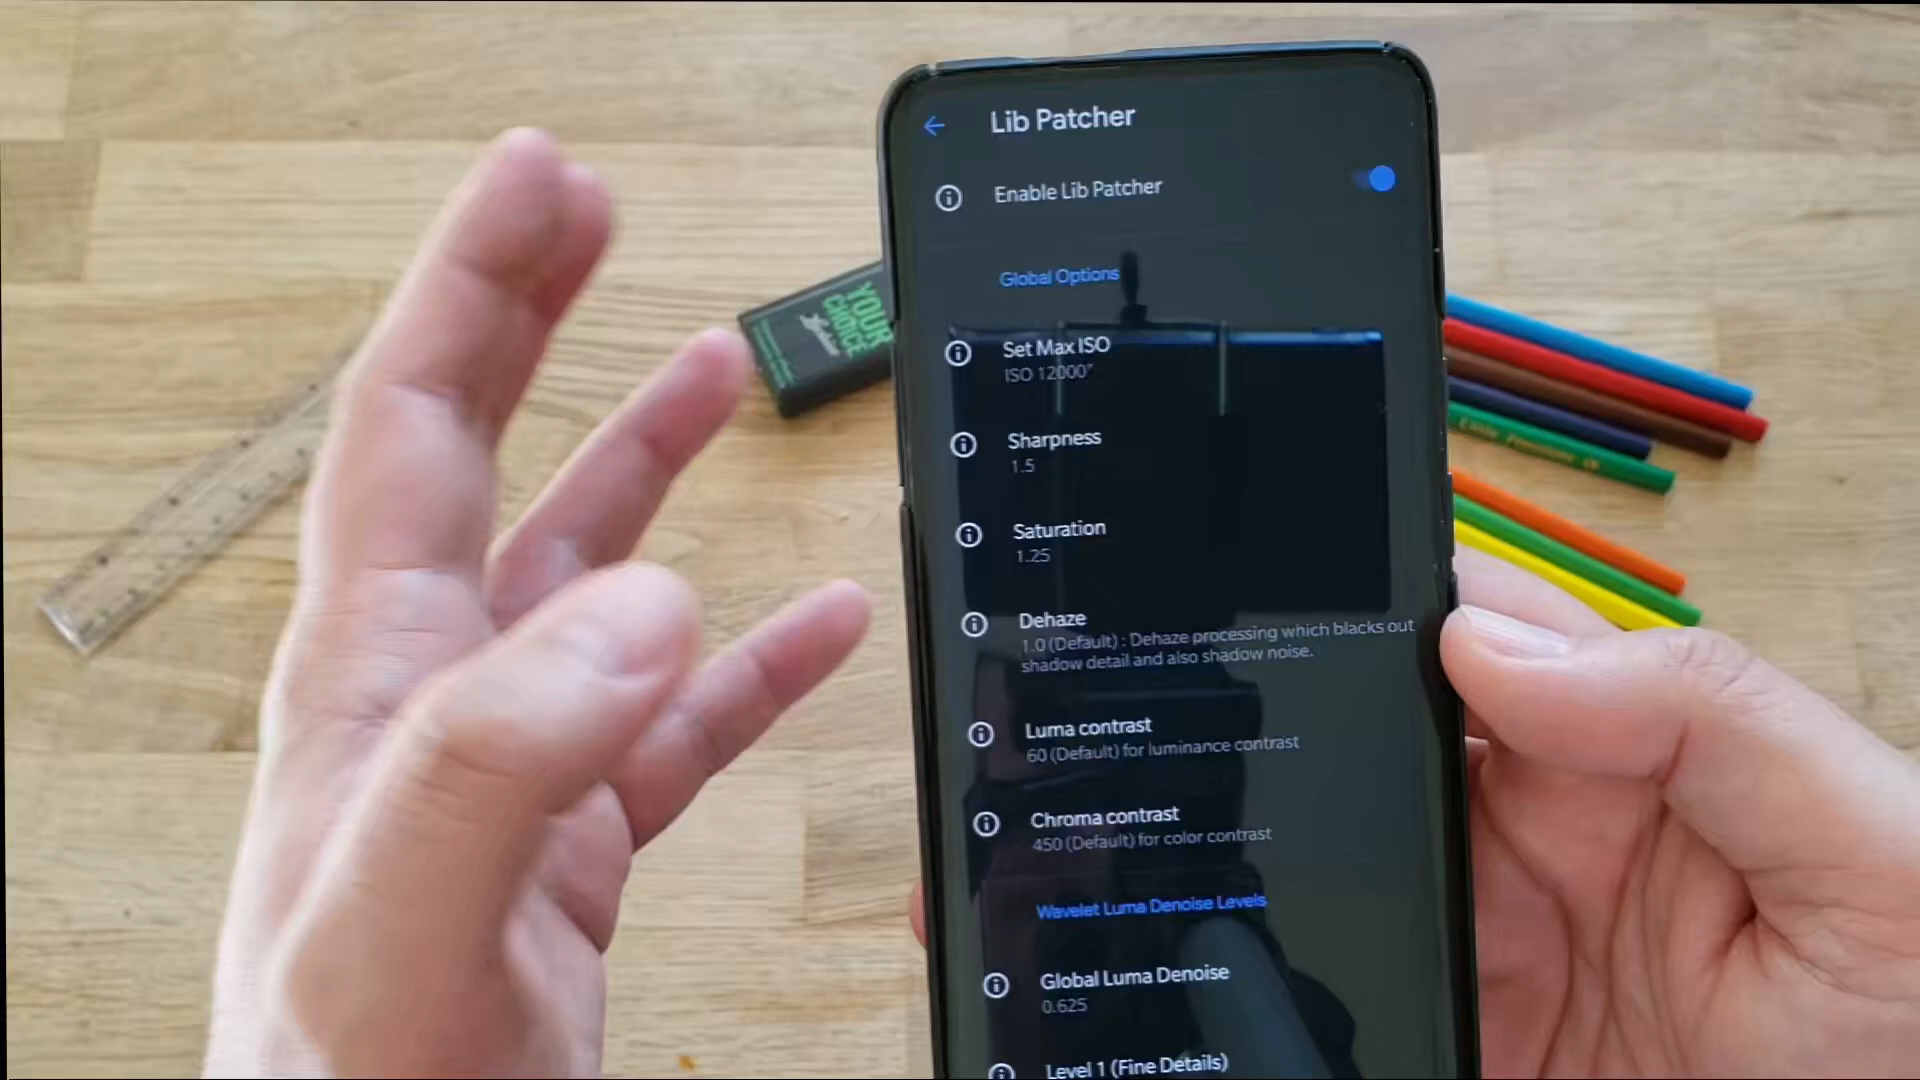 Lib Patcher
Enable Lib Patcher
Global Options
Set Max ISO
ISO 12000"
Sharpness
1.5
Saturation
1.25
Dehaze
1.0 (Default) : Dehaze processing which blacks out
shadow detail and also shadow noise.
Luma contrast
60 (Default) for luminance contrast
Chroma contrast
450 (Default) for color contrast
Wavelet Luma Denoise Levels
Global Luma Denoise
0.625
Level 1 (Fine Details)
YOUR
CHOICE